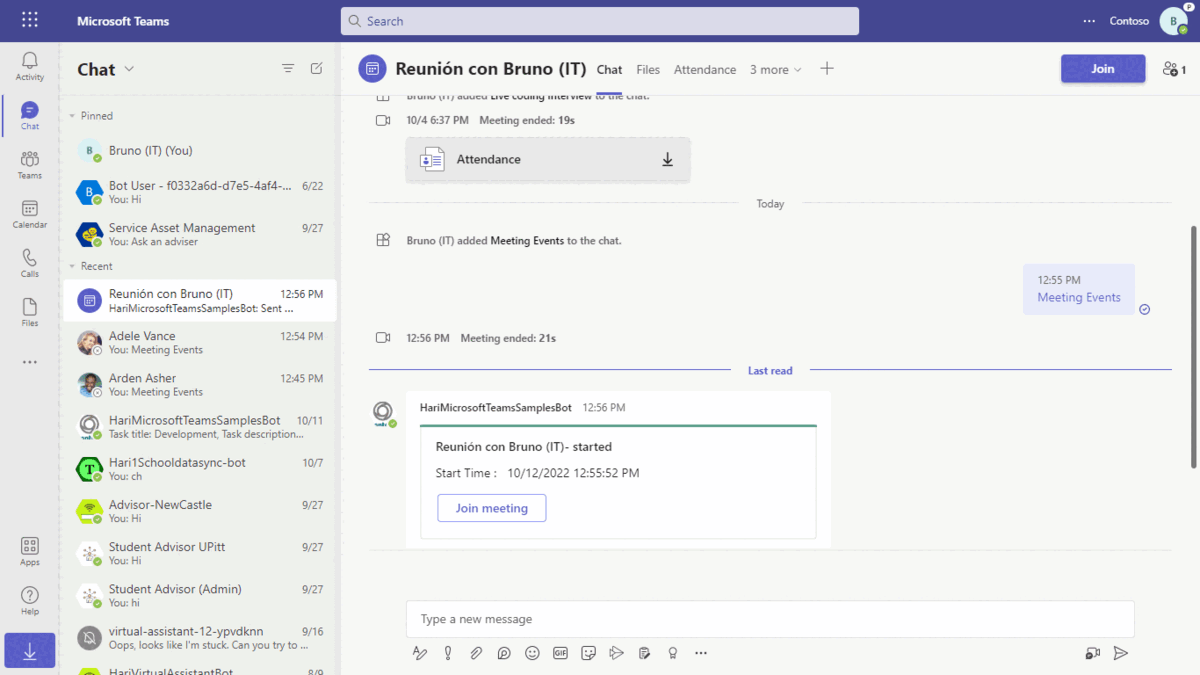 Microsoft Teams
Search
Contoso
B
P
Activity
Chat
Teams
Calendar
Calls
Files
Apps
Help
Chat
Pinned
B
Bruno (IT) (You)
B
Bot User - f0332a6d-d7e5-4af4-...
6/22
You: Hi
Service Asset Management
9/27
You: Ask an adviser
Recent
Reunión con Bruno (IT)
12:56 PM
HariMicrosoftTeamsSamplesBot: Sent ...
Adele Vance
12:54 PM
You: Meeting Events
Arden Asher
12:45 PM
You: Meeting Events
HariMicrosoftTeamsSamplesBot
10/11
Task title: Development, Task description...
T
Hari1Schooldatasync-bot
10/7
You: ch
Advisor-NewCastle
9/27
You: Hi
Student Advisor UPitt
9/27
You: Hi
Student Advisor (Admin)
9/27
You: hi
virtual-assistant-12-ypvdknn
9/16
Oops, looks like I'm stuck. Can you try to ...
HariVirtualAssistantBot
8/9
Reunión con Bruno (IT)
Chat
Files
Attendance
3 more
Join
1
Bruno (IT) added Live coding interview to the chat.
10/4 6:37 PM Meeting ended: 19s
Attendance
Today
Bruno (IT) added Meeting Events to the chat.
12:55 PM
Meeting Events
12:56 PM Meeting ended: 21s
Last read
HariMicrosoftTeamsSamplesBot 12:56 PM
Reunión con Bruno (IT)- started
Start Time : 10/12/2022 12:55:52 PM
Join meeting
Type a new message
GIF